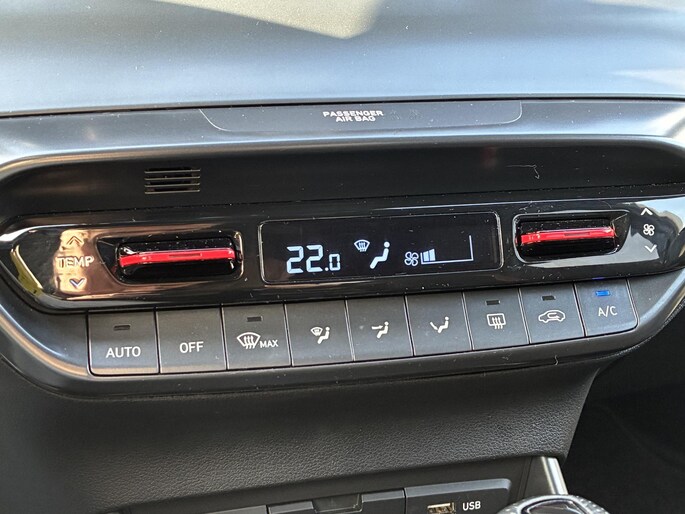 PASSENGER
AIR BAG
TEMP
22.0
AUTO
OFF
MAX
A/C
USB